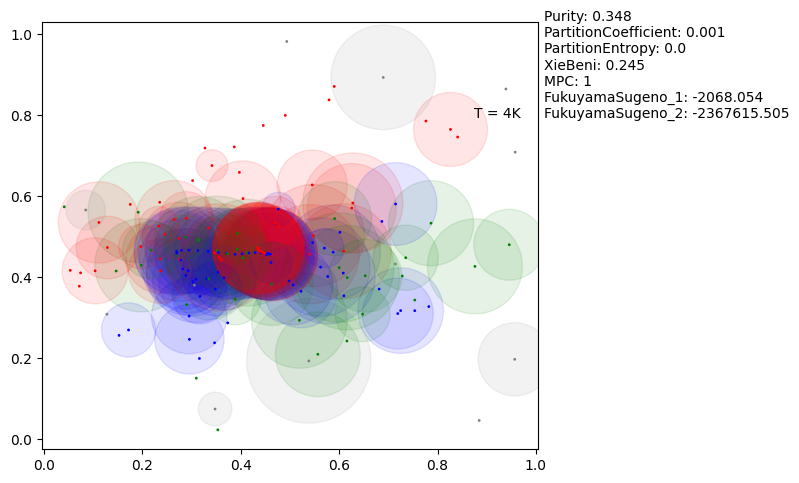 Purity: 0.348
PartitionCoefficient: 0.001
PartitionEntropy: 0.0
XieBeni: 0.245
MPC: 1
FukuyamaSugeno_1: -2068.054
FukuyamaSugeno_2: -2367615.505
T = 4K
1.0
0.8
0.6
0.4
0.2
0.0
0.0 0.2 0.4 0.6 0.8 1.0